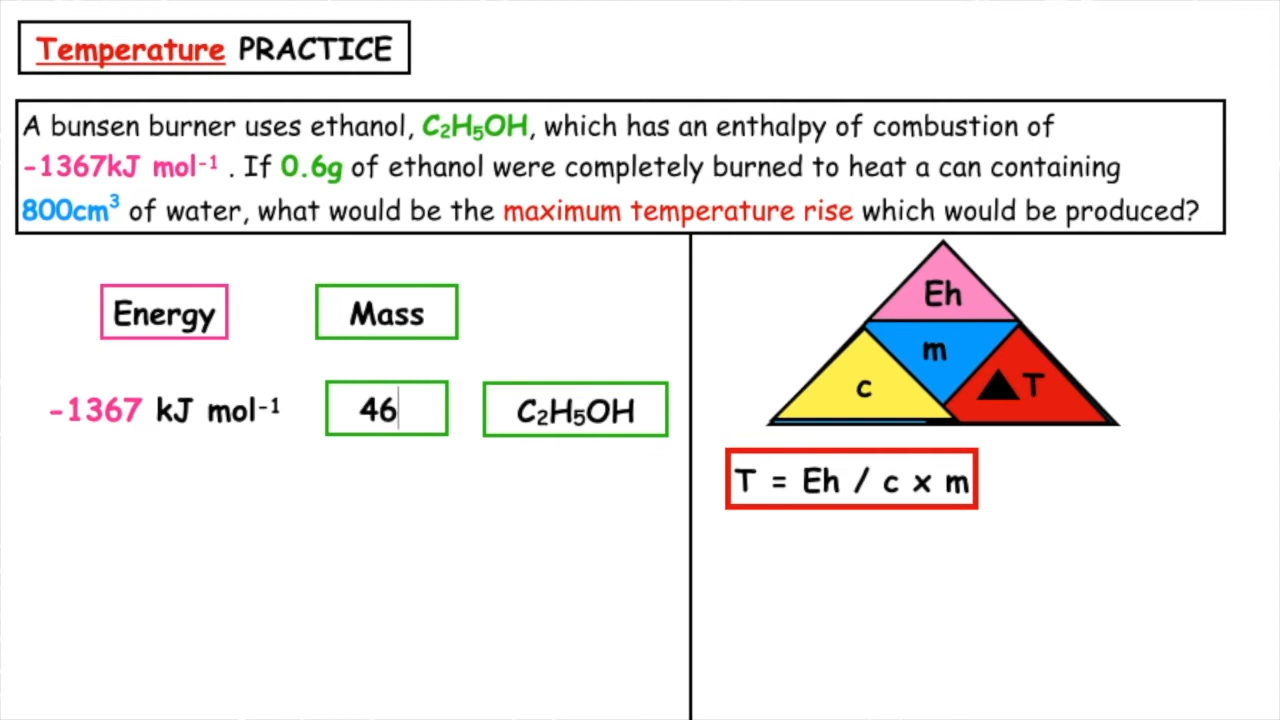 Temperature PRACTICE
A bunsen burner uses ethanol, C₂H₅OH, which has an enthalpy of combustion of
-1367kJ mol⁻¹ . If 0.6g of ethanol were completely burned to heat a can containing
800cm³ of water, what would be the maximum temperature rise which would be produced?
Energy Mass
-1367 kJ mol⁻¹ 46 C₂H₅OH
Eh
m
c ▲T
T = Eh / c x m